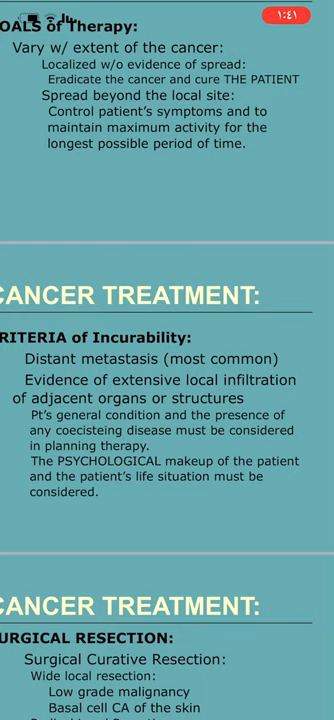 ١:٤١
OALS of Therapy:
Vary w/ extent of the cancer:
Localized w/o evidence of spread:
Eradicate the cancer and cure THE PATIENT
Spread beyond the local site:
Control patient's symptoms and to
maintain maximum activity for the
longest possible period of time.
CANCER TREATMENT:
RITERIA of Incurability:
Distant metastasis (most common)
Evidence of extensive local infiltration
of adjacent organs or structures
Pt's general condition and the presence of
any coecisteing disease must be considered
in planning therapy.
The PSYCHOLOGICAL makeup of the patient
and the patient's life situation must be
considered.
CANCER TREATMENT:
URGICAL RESECTION:
Surgical Curative Resection:
Wide local resection:
Low grade malignancy
Basal cell CA of the skin